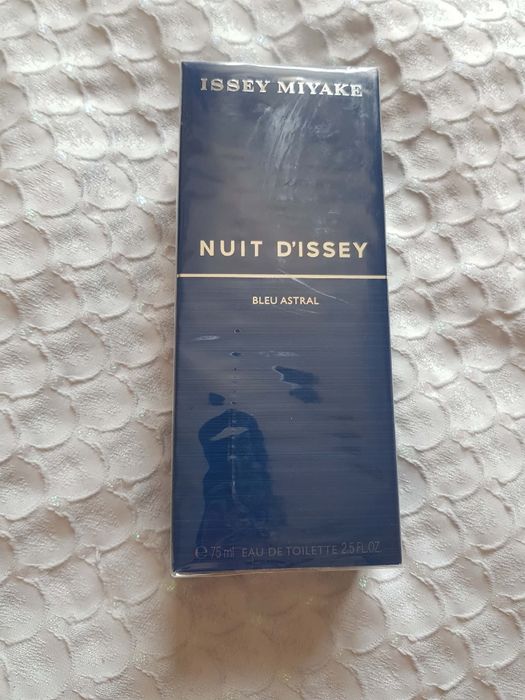 ISSEY MIYAKE
NUIT D'ISSEY
BLEU ASTRAL
℮ 75 ml EAU DE TOILETTE 2.5 FL.OZ.